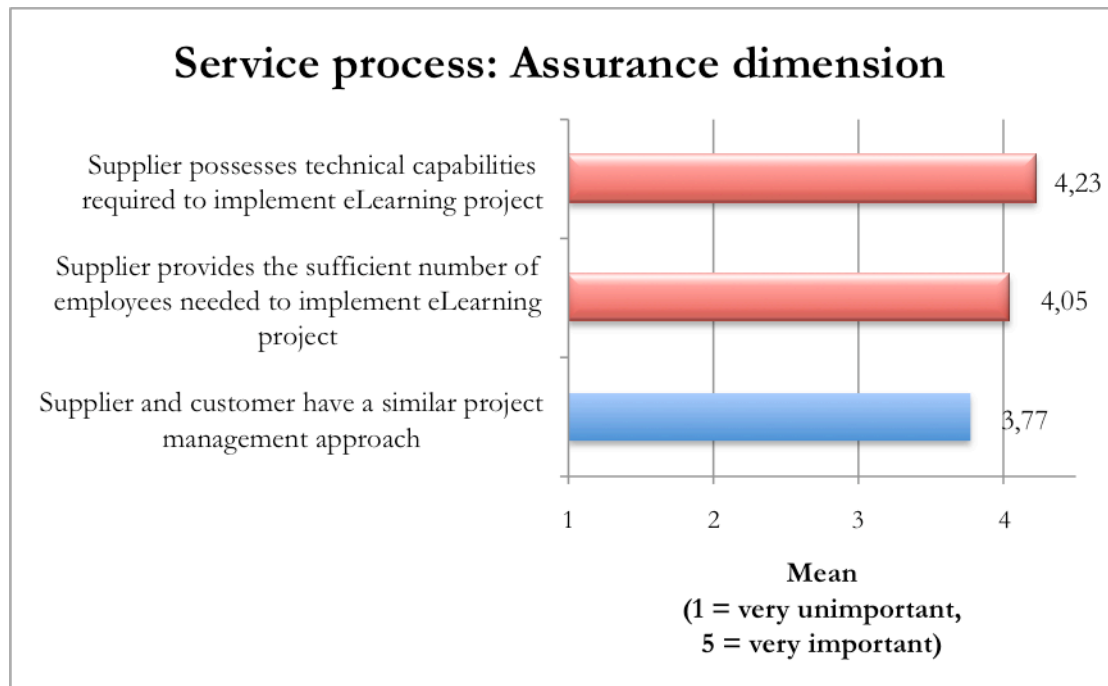 Service process: Assurance dimension
Supplier possesses technical capabilities
required to implement eLearning project
4,23
Supplier provides the sufficient number of
employees needed to implement eLearning
project
4,05
Supplier and customer have a similar project
management approach
3,77
1 2 3 4
Mean
(1 = very unimportant,
5 = very important)